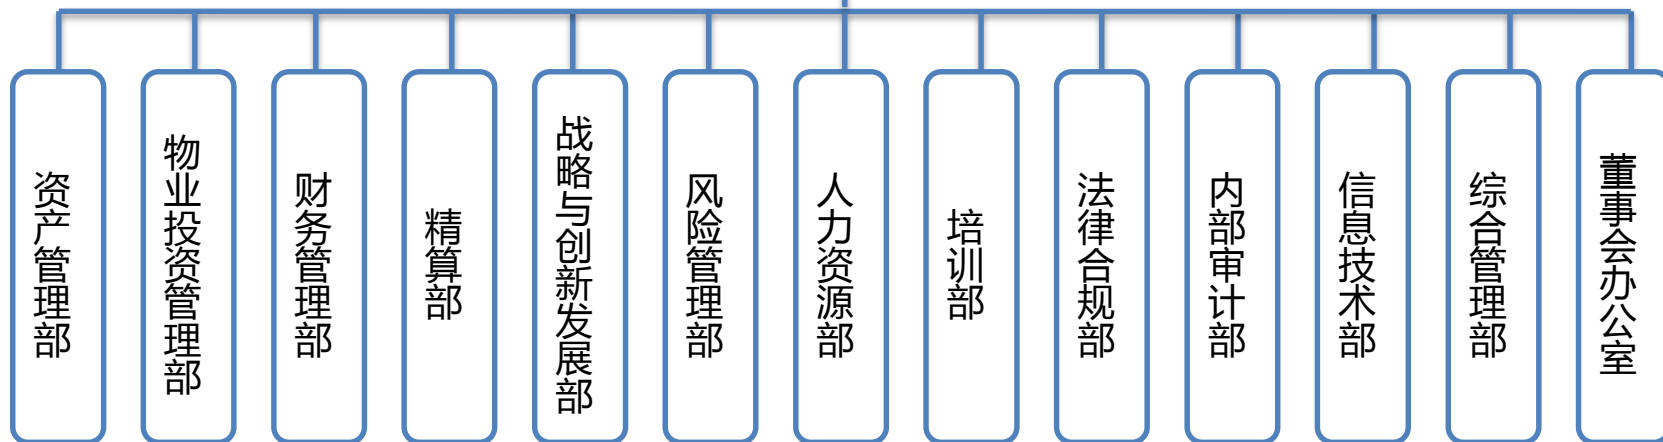 资产管理部
物业投资管理部
财务管理部
精算部
战略与创新发展部
风险管理部
人力资源部
培训部
法律合规部
内部审计部
信息技术部
综合管理部
董事会办公室